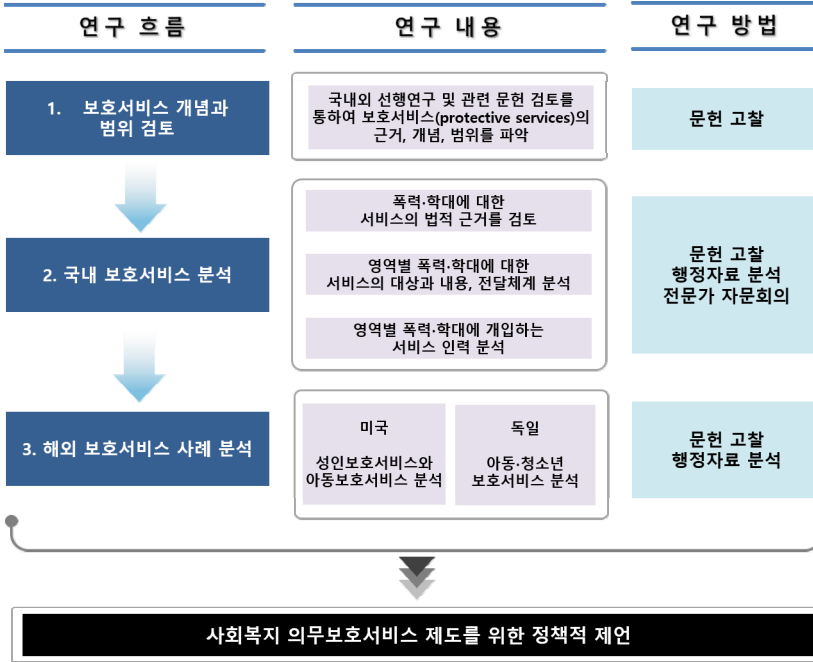 연구 흐름
연구 내용
연구 방법
1. 보호서비스 개념과
범위 검토
국내외 선행연구 및 관련 문헌 검토를
통하여 보호서비스(protective services)의
근거, 개념, 범위를 파악
문헌 고찰
2. 국내 보호서비스 분석
폭력·학대에 대한
서비스의 법적 근거를 검토
영역별 폭력·학대에 대한
서비스의 대상과 내용, 전달체계 분석
영역별 폭력·학대에 개입하는
서비스 인력 분석
문헌 고찰
행정자료 분석
전문가 자문회의
3. 해외 보호서비스 사례 분석
미국
성인보호서비스와
아동보호서비스 분석
독일
아동·청소년
보호서비스 분석
문헌 고찰
행정자료 분석
사회복지 의무보호서비스 제도를 위한 정책적 제언